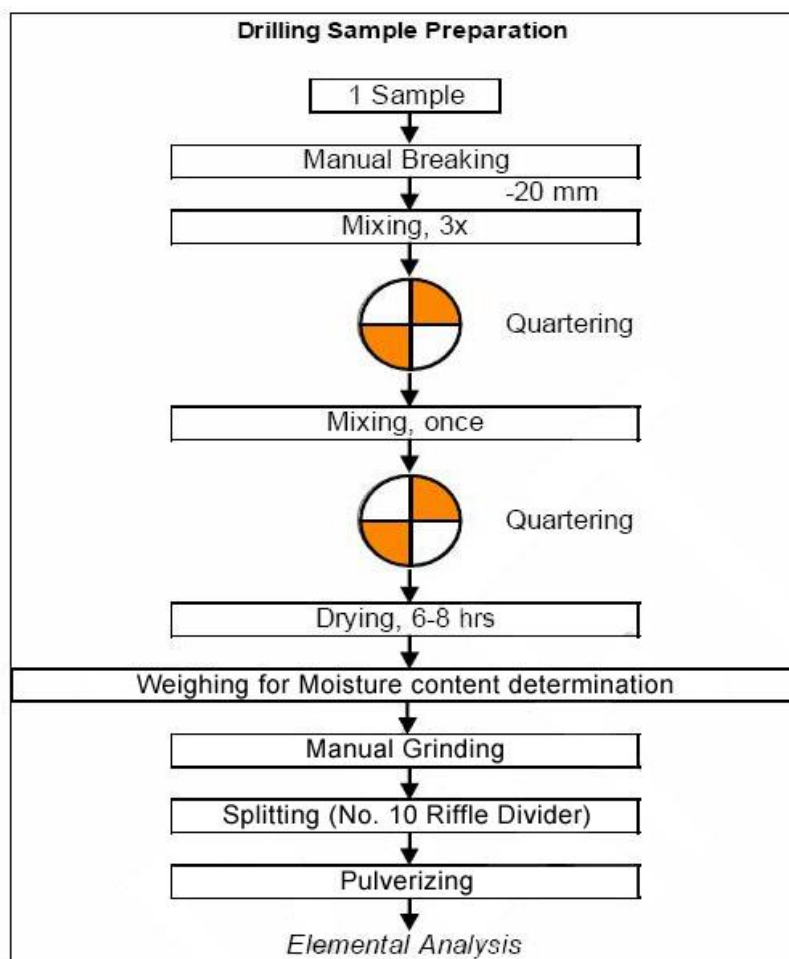 Drilling Sample Preparation
1 Sample
Manual Breaking
-20 mm
Mixing, 3x
Quartering
Mixing, once
Quartering
Drying, 6-8 hrs
Weighing for Moisture content determination
Manual Grinding
Splitting (No. 10 Riffle Divider)
Pulverizing
Elemental Analysis